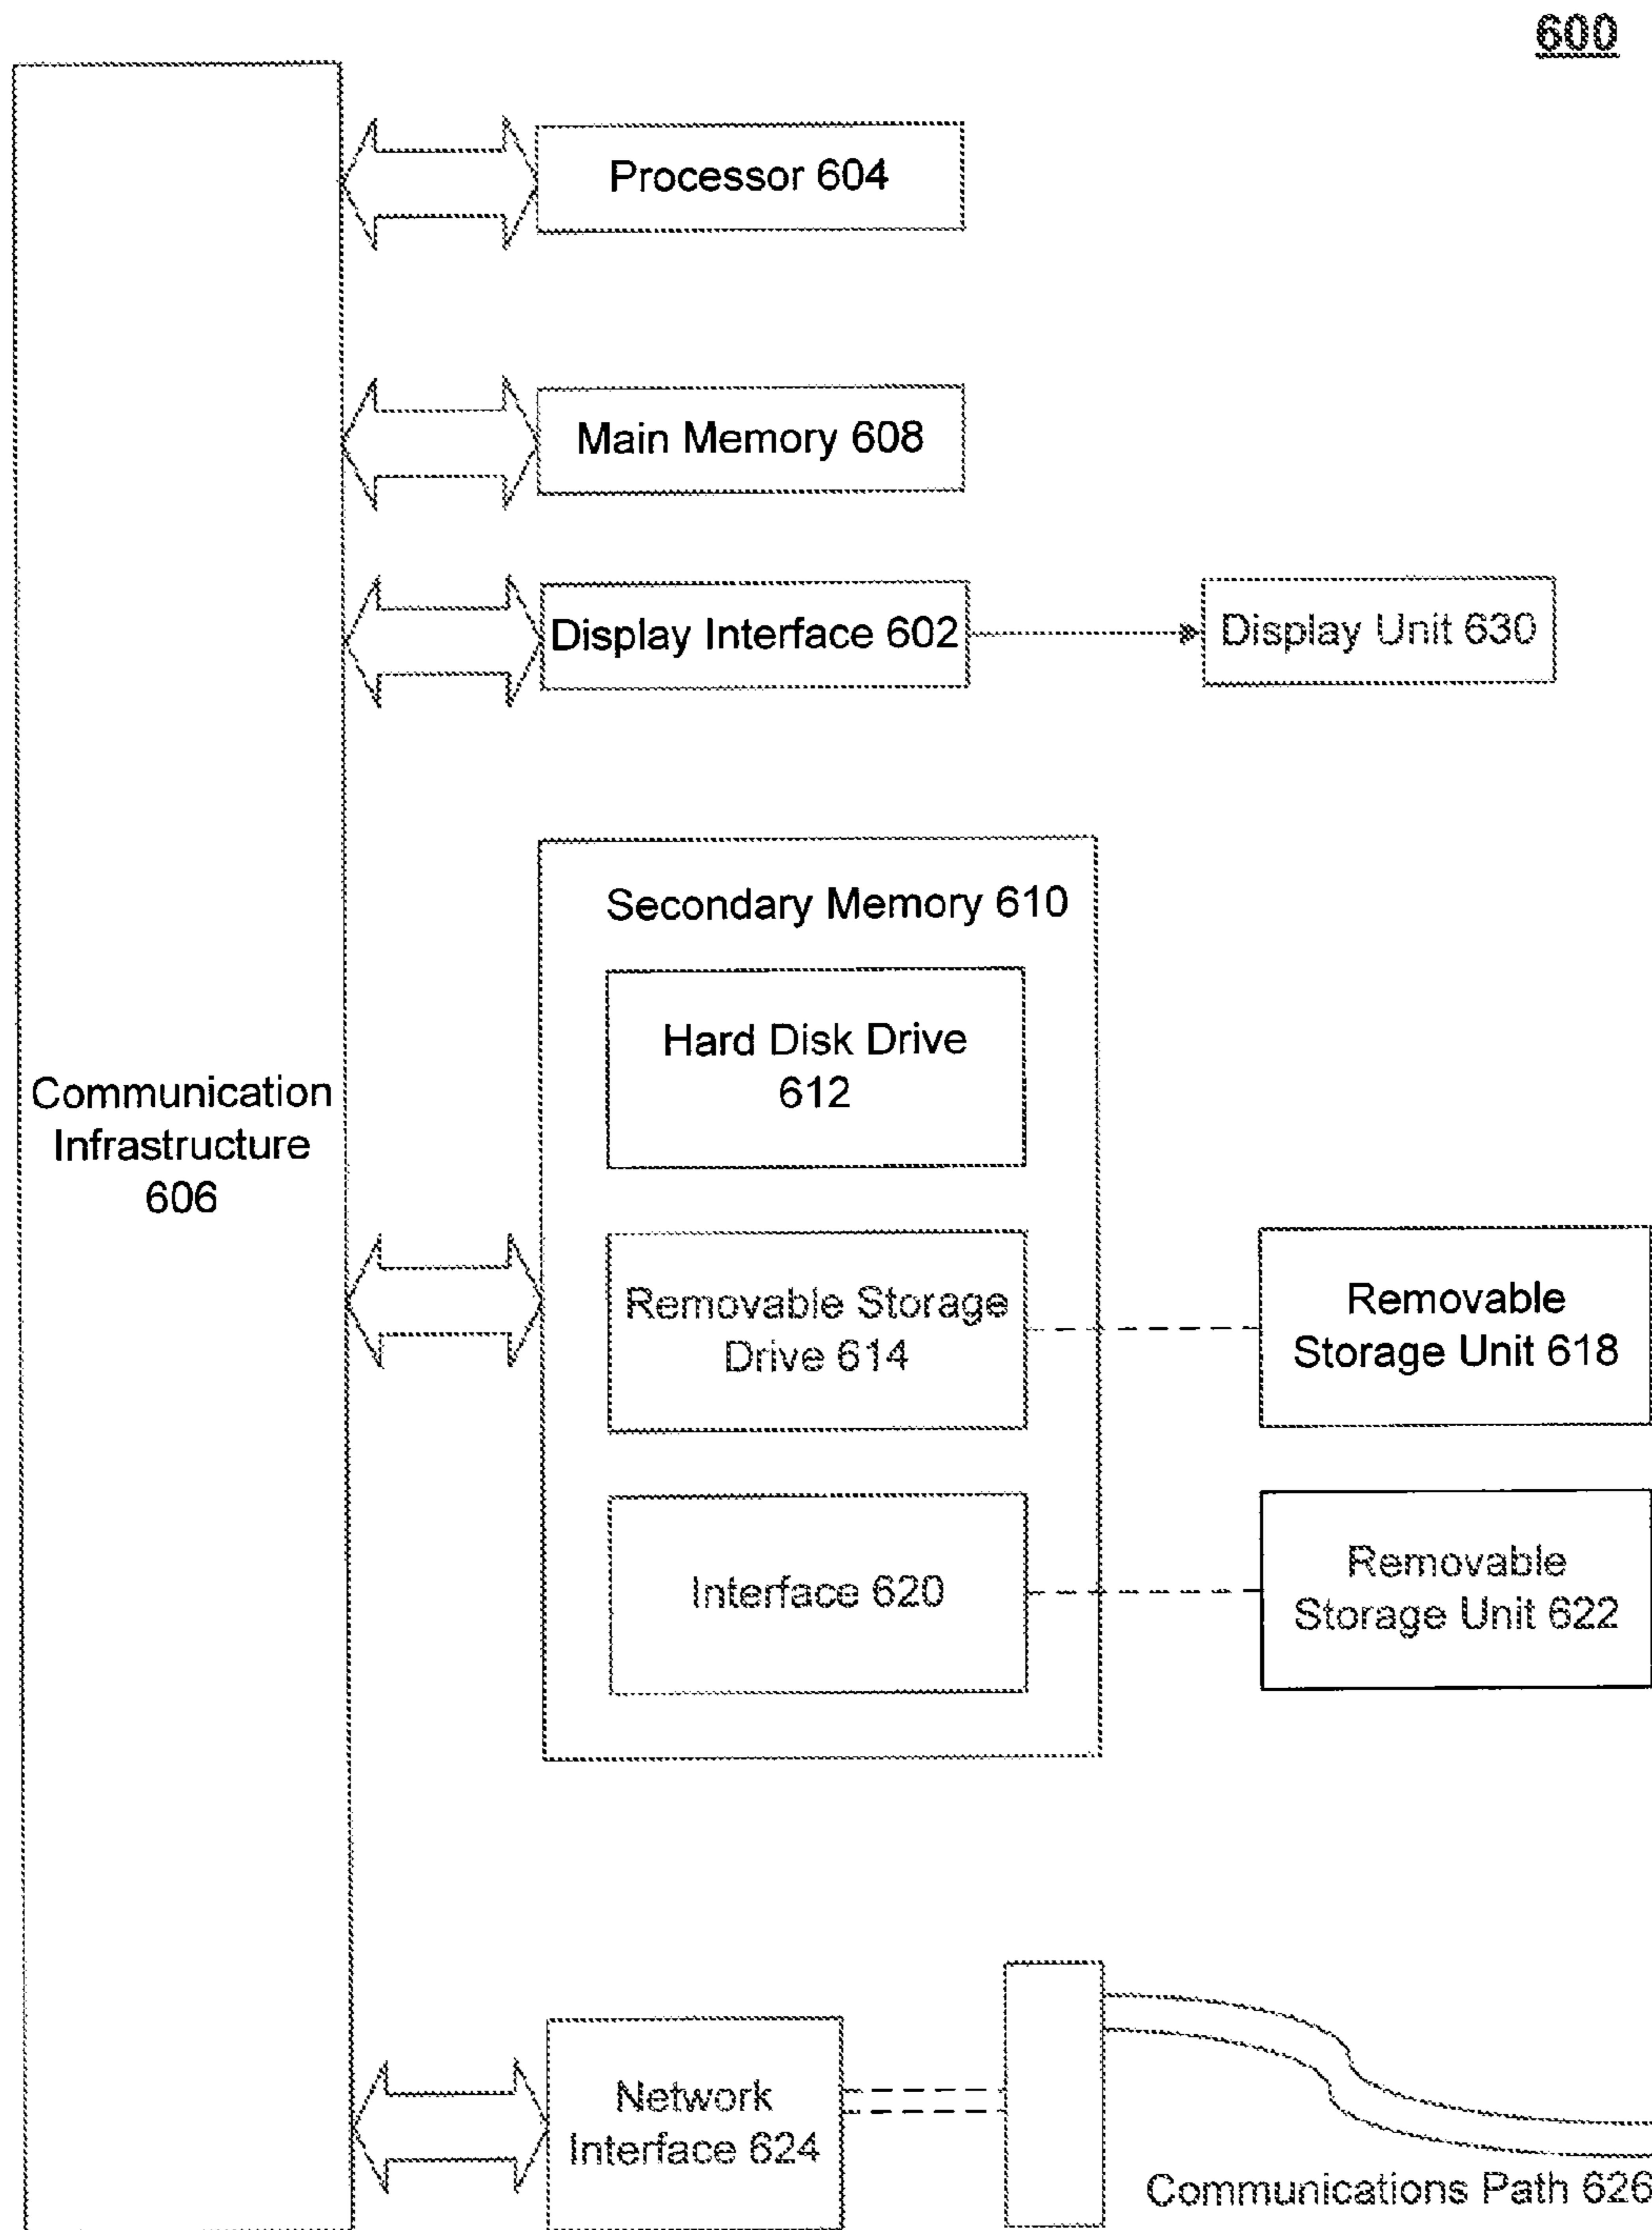 600
Processor 604
Main Memory 608
Display Interface 602
Display Unit 630
Secondary Memory 610
Hard Disk Drive
612
Communication
Infrastructure
606
Removable Storage
Drive 614
Removable
Storage Unit 618
Interface 620
Removable
Storage Unit 622
Network
Interface 624
Communications Path 626